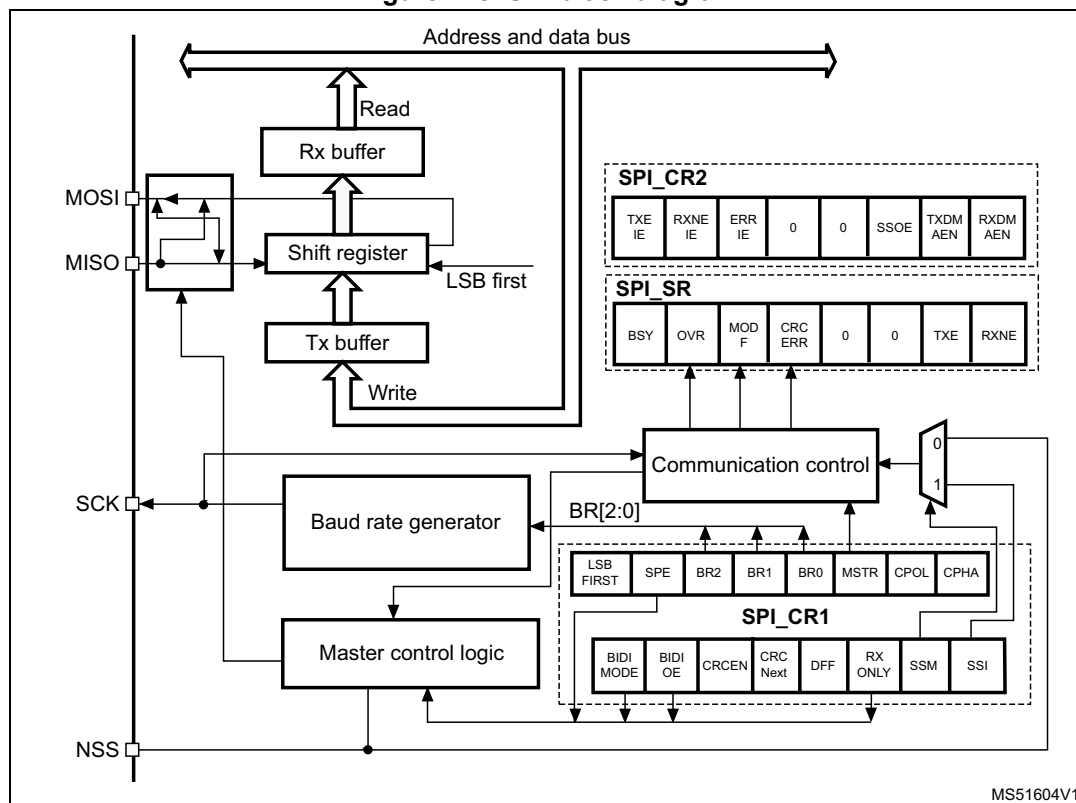 Address and data bus
Read
Rx buffer
MOSI
MISO
Shift register
LSB first
Tx buffer
Write
SPI_CR2
TXE
IE
RXNE
IE
ERR
IE
0
0
SSOE
TXDM
AEN
RXDM
AEN
SPI_SR
BSY
OVR
MOD
F
CRC
ERR
0
0
TXE
RXNE
Communication control
0
1
SCK
Baud rate generator
BR[2:0]
LSB
FIRST
SPE
BR2
BR1
BR0
MSTR
CPOL
CPHA
SPI_CR1
Master control logic
BIDI
MODE
BIDI
OE
CRCEN
CRC
Next
DFF
RX
ONLY
SSM
SSI
NSS
MS51604V1